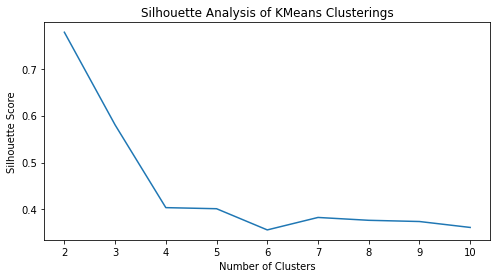 Silhouette Analysis of KMeans Clusterings
Silhouette Score
0.7
0.6
0.5
0.4
2 3 4 5 6 7 8 9 10
Number of Clusters